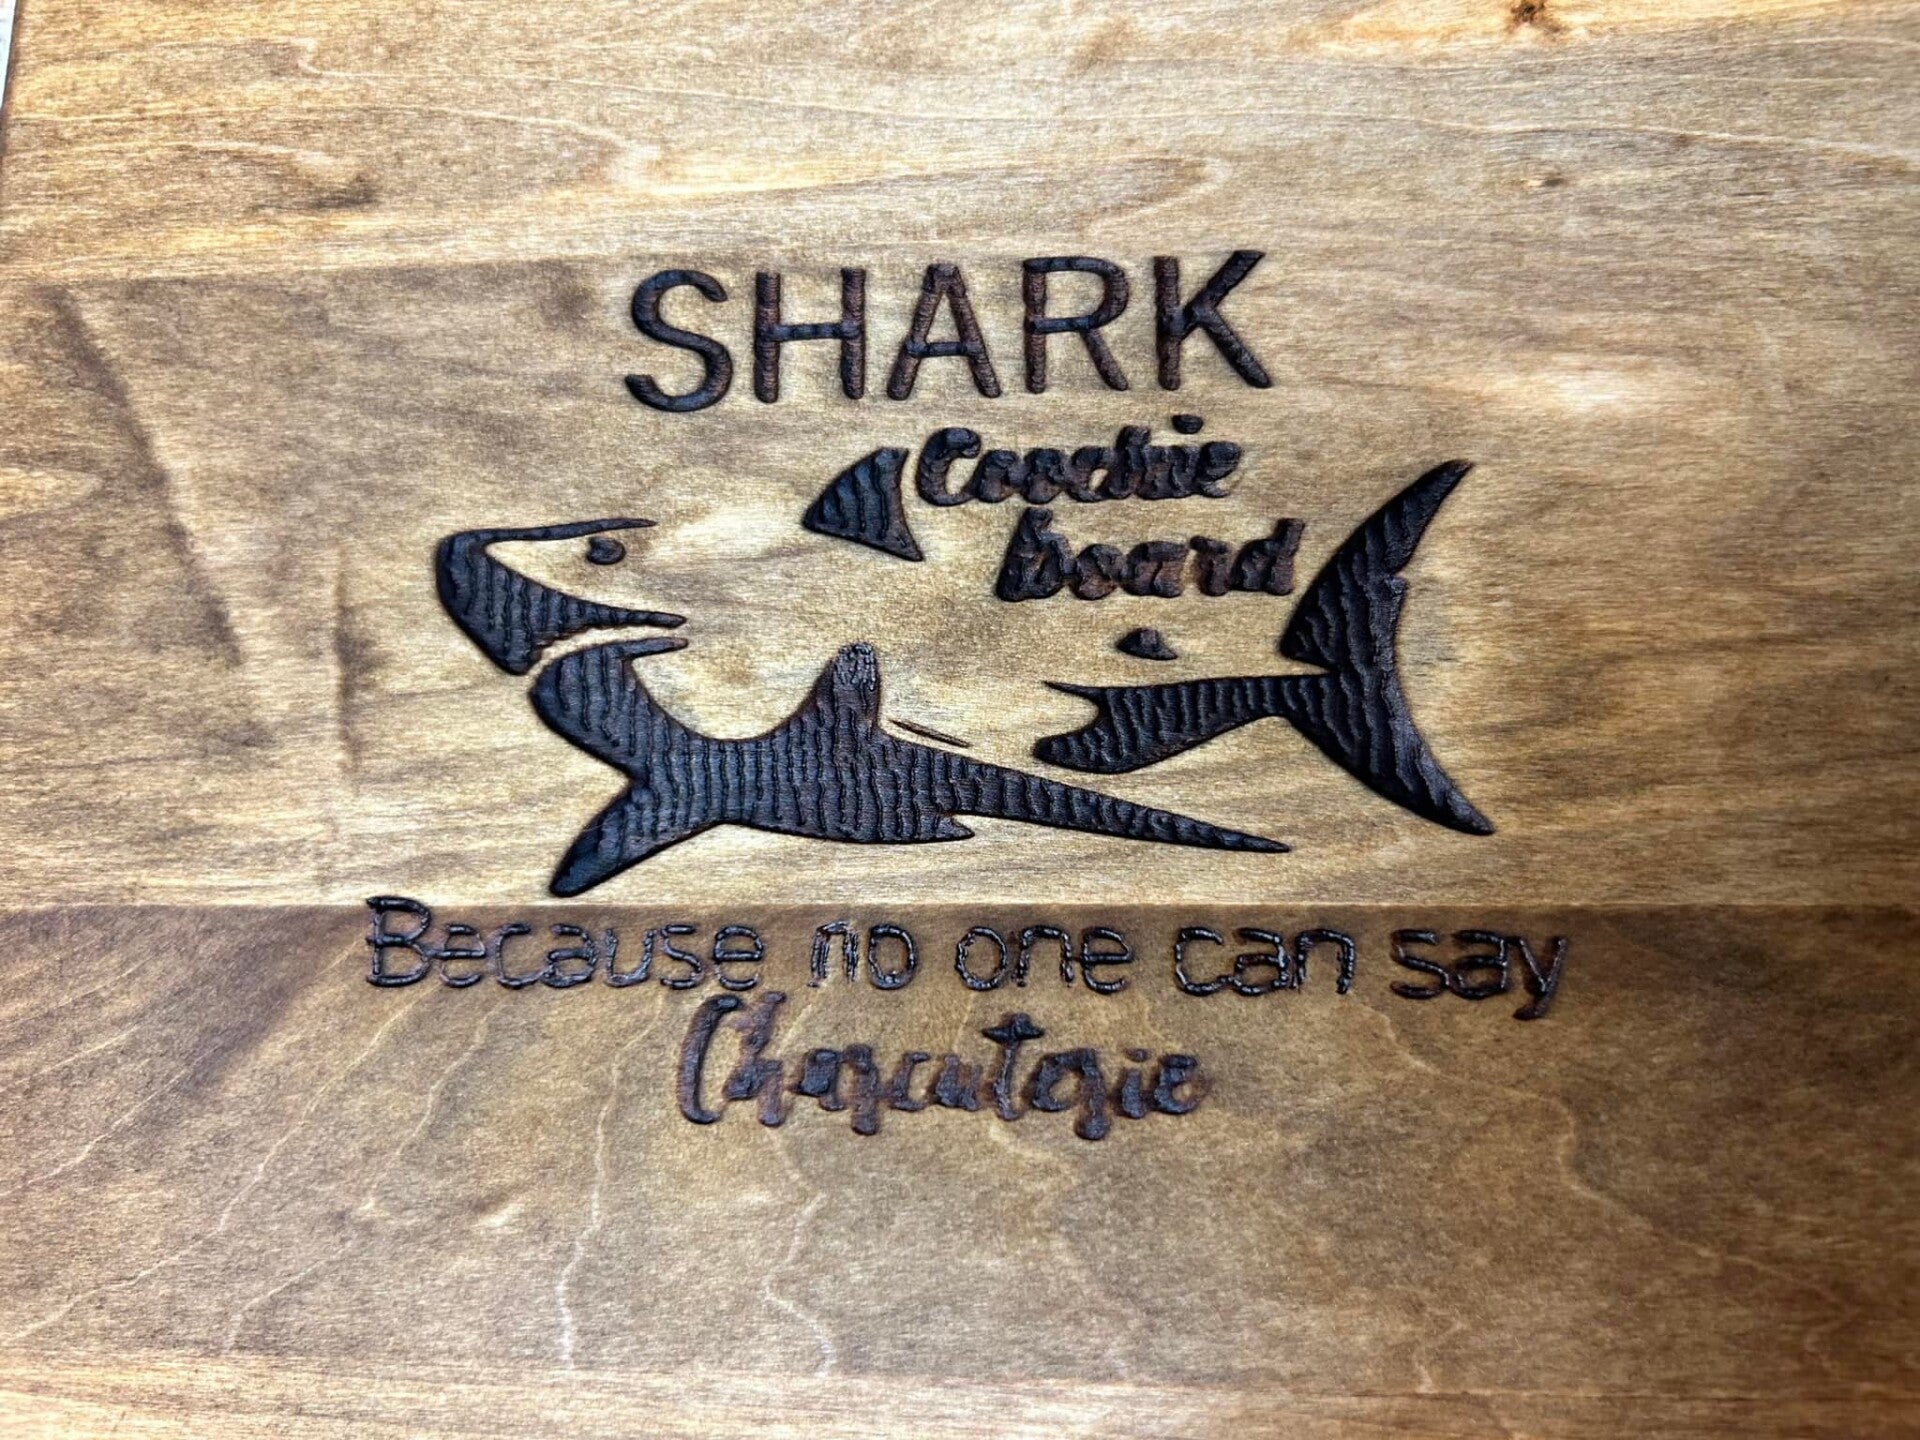 SHARK
Coochie
board
Because no one can say
Charcuterie